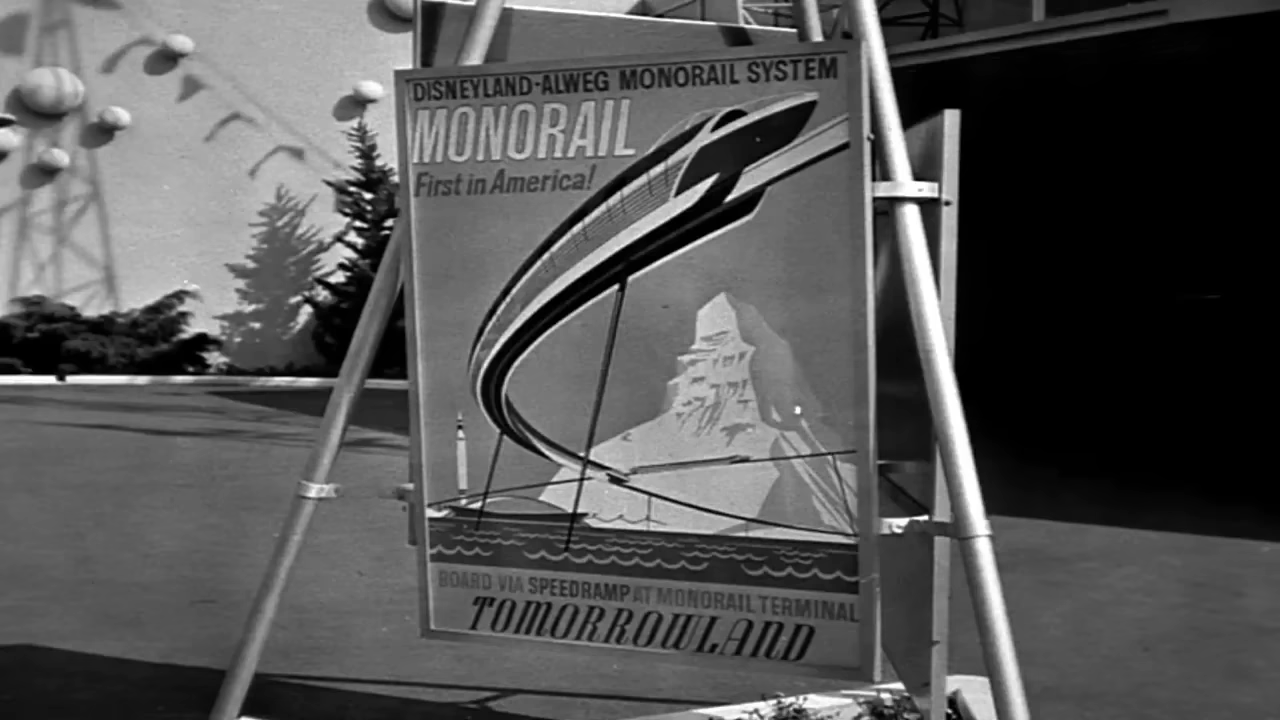 DISNEYLAND-ALWEG MONORAIL SYSTEM
MONORAIL
First in America!
BOARD VIA SPEEDRAMP AT MONORAIL TERMINAL
TOMORROWLAND